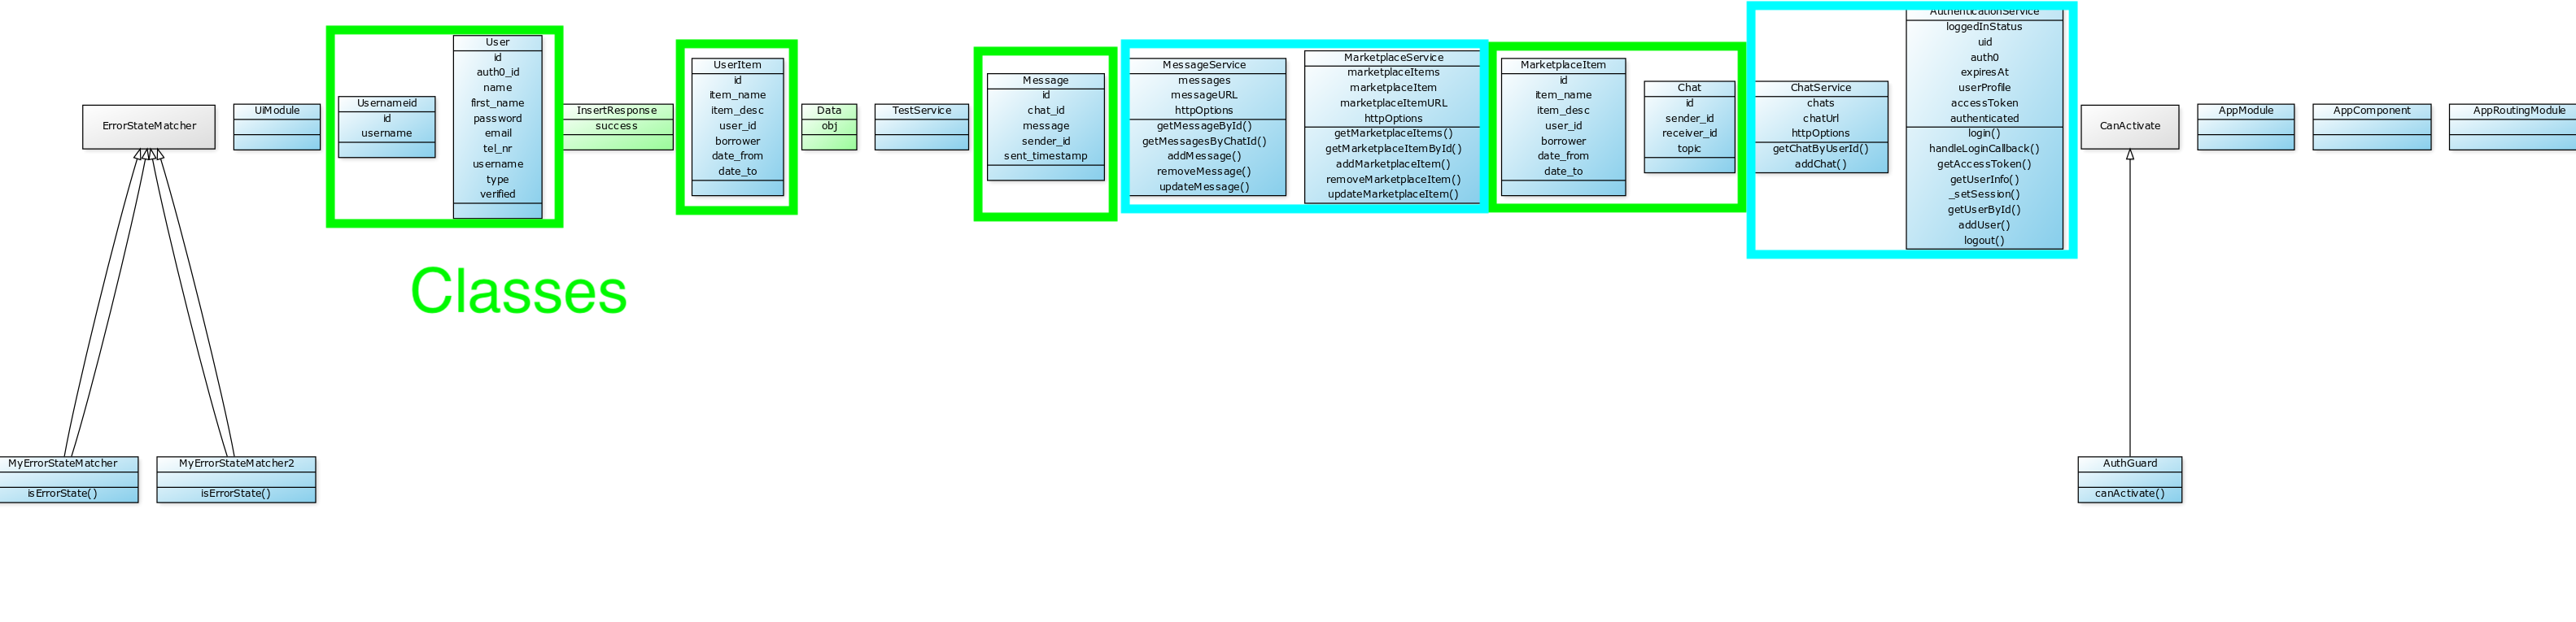 ErrorStateMatcher
UiModule
Usernameid
id
username
User
id
auth0_id
name
first_name
password
email
tel_nr
username
type
verified
InsertResponse
success
UserItem
id
item_name
item_desc
user_id
borrower
date_from
date_to
Data
obj
TestService
Message
id
chat_id
message
sender_id
sent_timestamp
MessageService
messages
messageURL
httpOptions
getMessageById()
getMessagesByChatId()
addMessage()
removeMessage()
updateMessage()
MarketplaceService
marketplaceItems
marketplaceItem
marketplaceItemURL
httpOptions
getMarketplaceItems()
getMarketplaceItemById()
addMarketplaceItem()
removeMarketplaceItem()
updateMarketplaceItem()
MarketplaceItem
id
item_name
item_desc
user_id
borrower
date_from
date_to
Chat
id
sender_id
receiver_id
topic
ChatService
chats
chatUrl
httpOptions
getChatByUserId()
addChat()
AuthenticationService
loggedInStatus
uid
auth0
expiresAt
userProfile
accessToken
authenticated
login()
handleLoginCallback()
getAccessToken()
getUserInfo()
_setSession()
getUserById()
addUser()
logout()
CanActivate
AppModule
AppComponent
AppRoutingModule
Classes
MyErrorStateMatcher
isErrorState()
MyErrorStateMatcher2
isErrorState()
AuthGuard
canActivate()